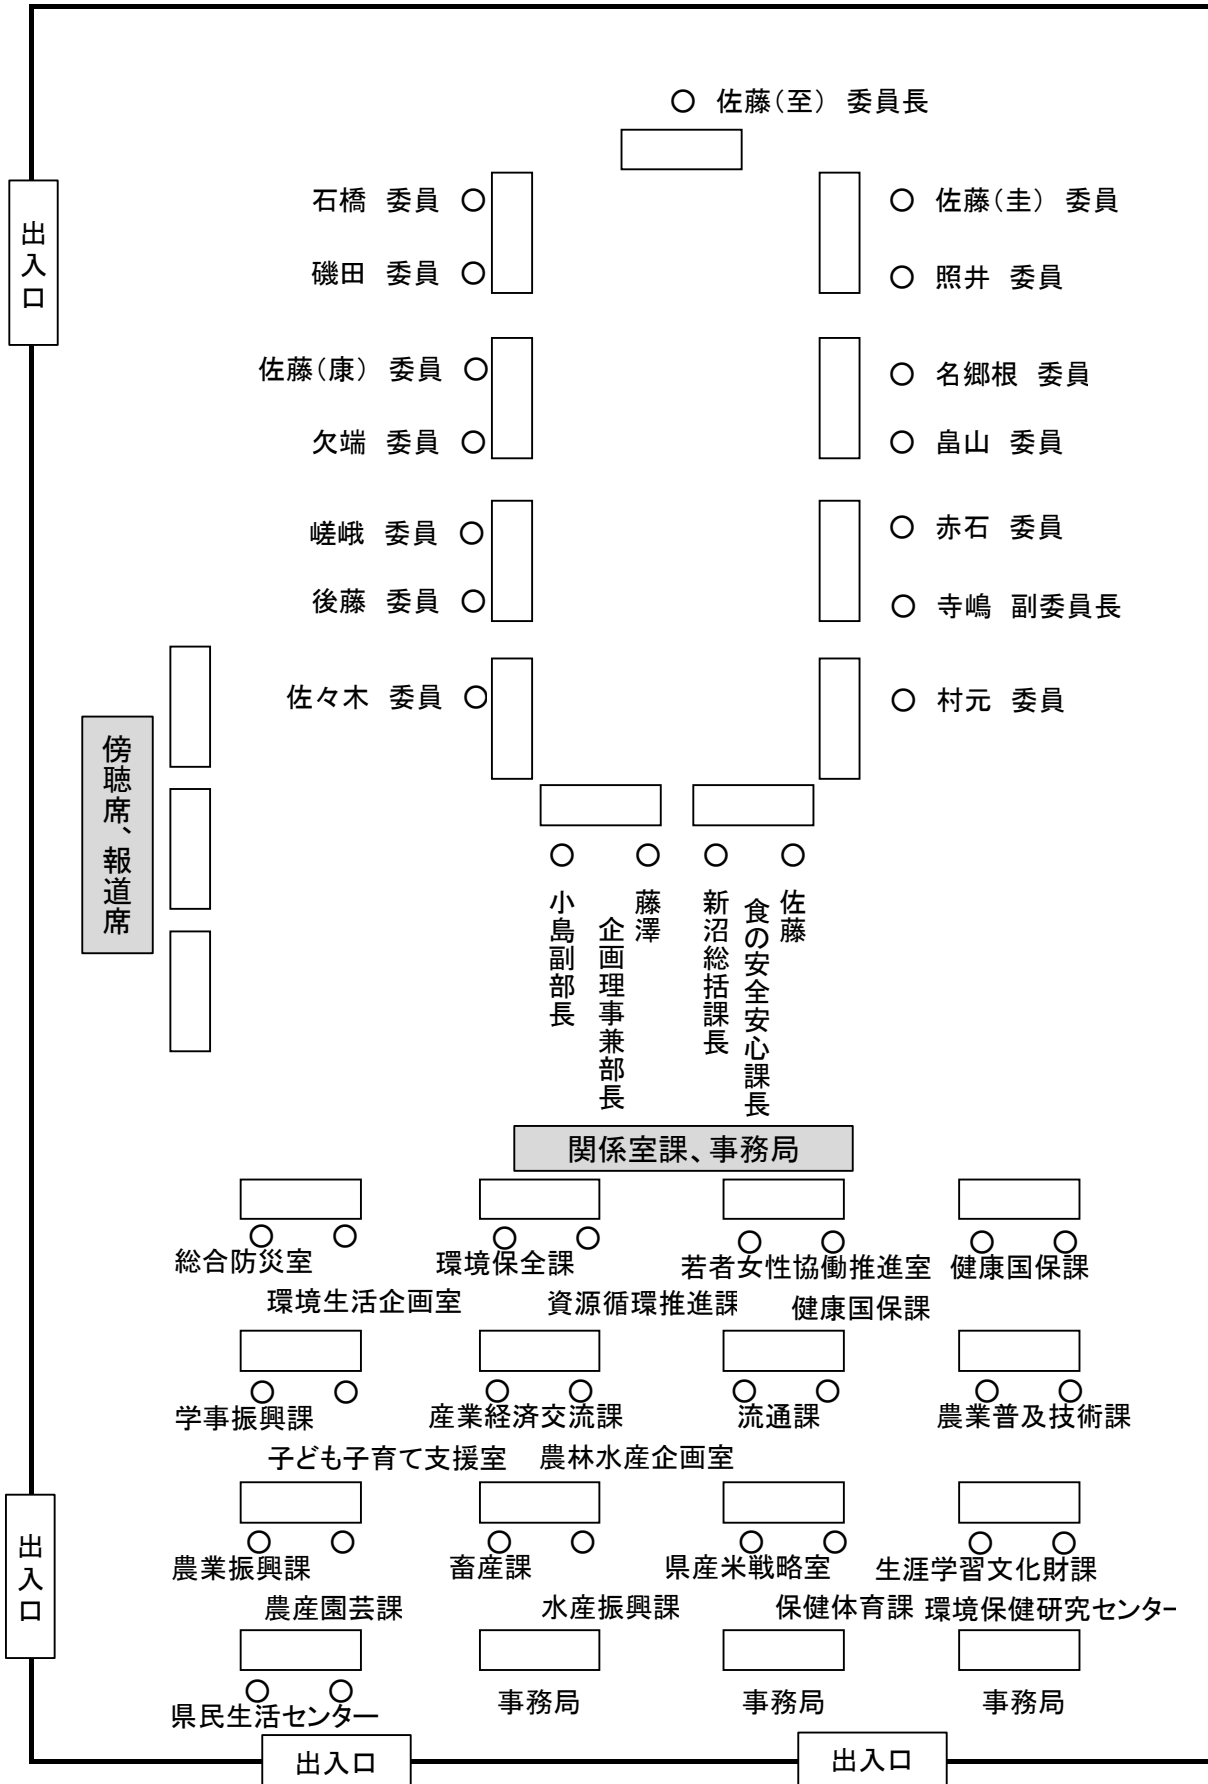 佐藤(至) 委員長
石橋 委員
佐藤(圭) 委員
出入口
磯田 委員
照井 委員
佐藤(康) 委員
名郷根 委員
欠端 委員
畠山 委員
嵯峨 委員
赤石 委員
後藤 委員
寺嶋 副委員長
佐々木 委員
村元 委員
傍聴席、報道席
小島副部長
藤澤
企画理事兼部長
新沼総括課長
佐藤
食の安全安心課長
関係室課、事務局
総合防災室
環境保全課
若者女性協働推進室
健康国保課
環境生活企画室
資源循環推進課
健康国保課
学事振興課
産業経済交流課
流通課
農業普及技術課
子ども子育て支援室
農林水産企画室
出入口
農業振興課
畜産課
県産米戦略室
生涯学習文化財課
農産園芸課
水産振興課
保健体育課
環境保健研究センター
県民生活センター
事務局
事務局
事務局
出入口
出入口